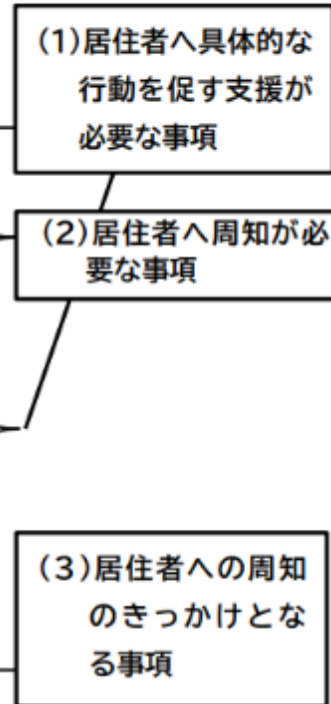 (1)居住者へ具体的な
行動を促す支援が
必要な事項
(2)居住者へ周知が必
要な事項
(3)居住者への周知
のきっかけとな
る事項